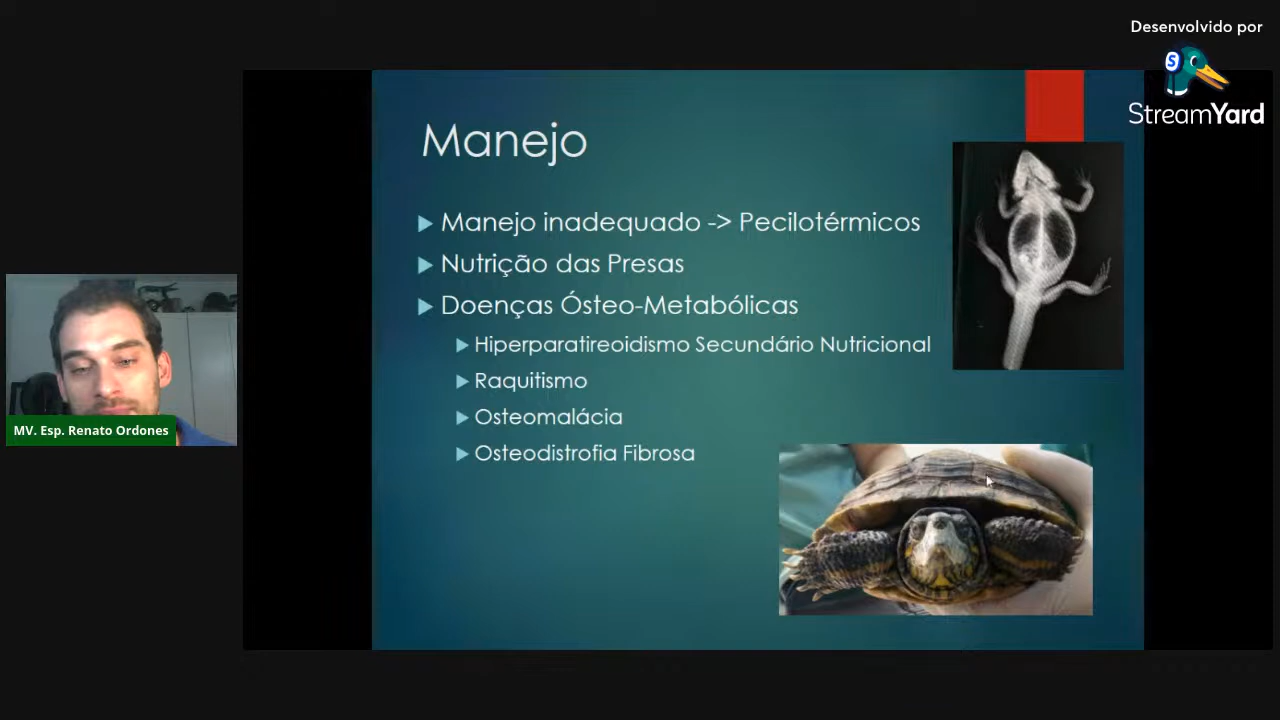 Desenvolvido por
StreamYard
Manejo
Manejo inadequado -> Pecilotérmicos
Nutrição das Presas
Doenças Ósteo-Metabólicas
Hiperparatireoidismo Secundário Nutricional
Raquitismo
Osteomalácia
Osteodistrofia Fibrosa
MV. Esp. Renato Ordones